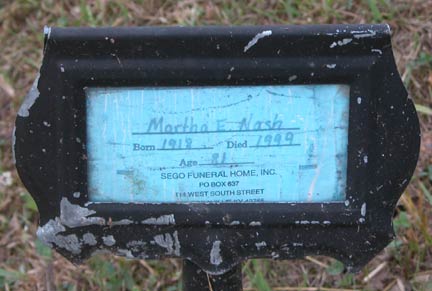 Martha E. Nash
Born 1918 Died 1999
Age 81
SEGO FUNERAL HOME, INC.
PO BOX 637
114 WEST SOUTH STREET